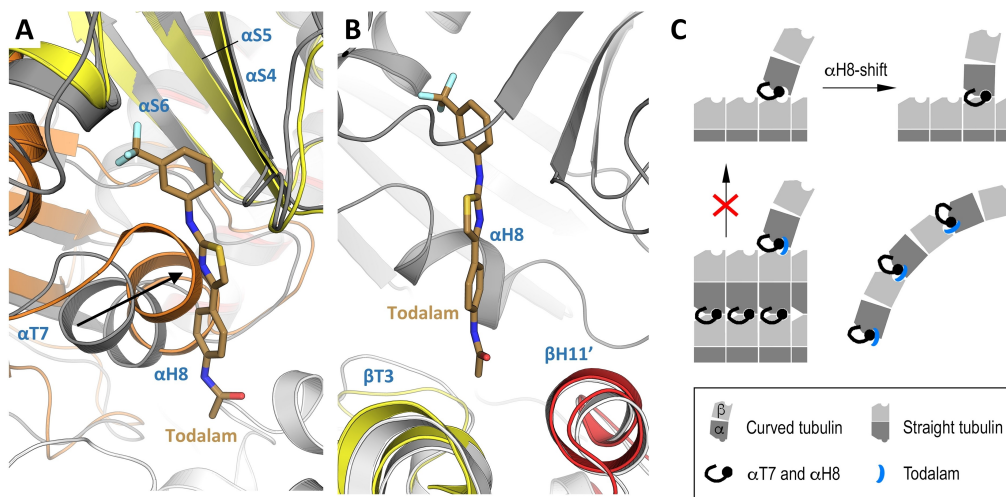 A
αS5
αS4
αS6
αT7
αH8
Todalam
B
αH8
Todalam
βH11’
βT3
C
αH8-shift
β
α
Curved tubulin
Straight tubulin
αT7 and αH8
Todalam